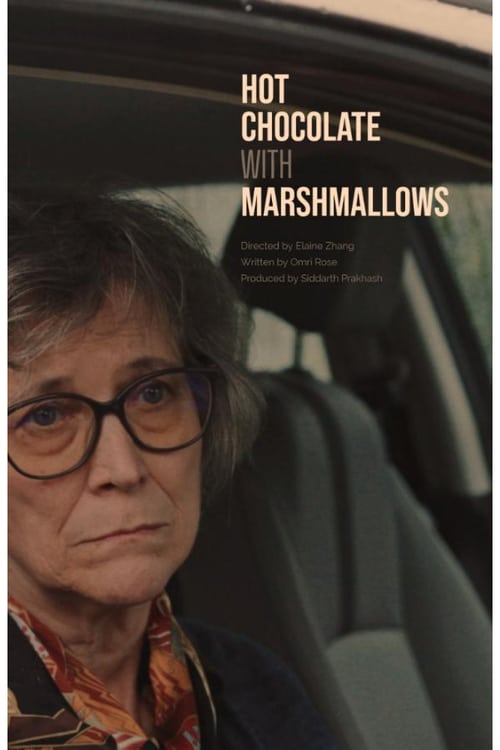 HOT
CHOCOLATE
WITH
MARSHMALLOWS
Directed by Elaine Zhang
Written by Omri Rose
Produced by Siddarth Prakhash